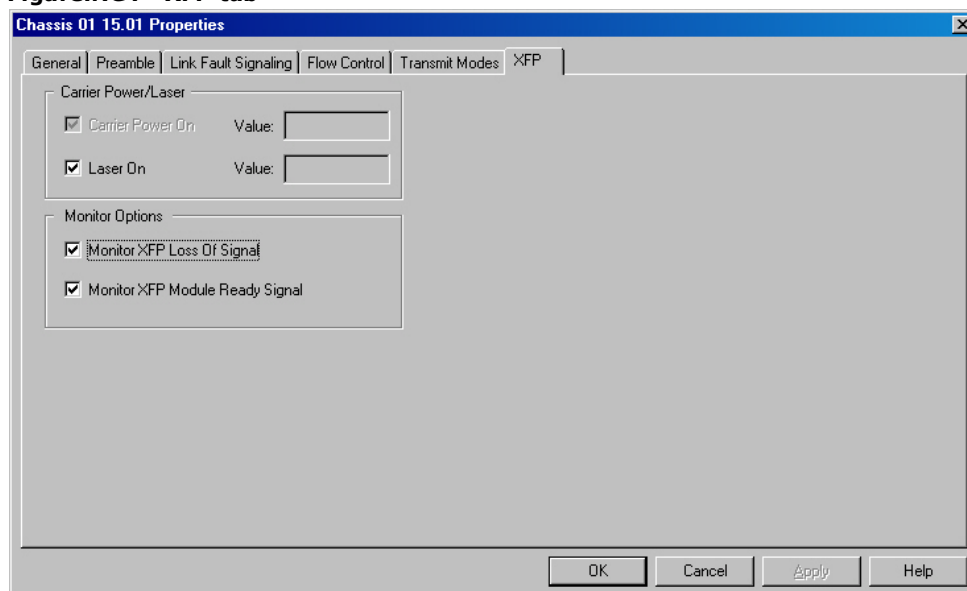 Chassis 01 15.01 Properties
General Preamble Link Fault Signaling Flow Control Transmit Modes XFP
Carrier Power/Laser
Carrier Power On Value:
Laser On Value:
Monitor Options
Monitor XFP Loss Of Signal
Monitor XFP Module Ready Signal
OK Cancel Apply Help